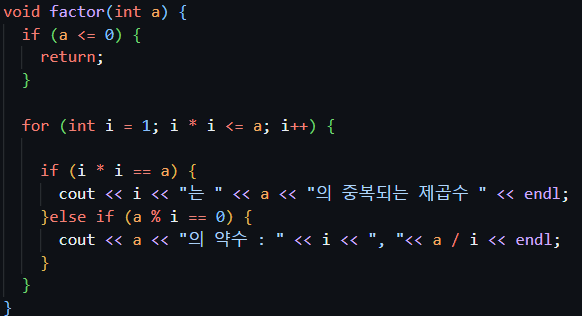 void factor(int a) {
if (a <= 0) {
return;
}
for (int i = 1; i * i <= a; i++) {
if (i * i == a) {
cout << i << "는 " << a << "의 중복되는 제곱수 " << endl;
}else if (a % i == 0) {
cout << a << "의 약수 : " << i << ", "<< a / i << endl;
}
}
}